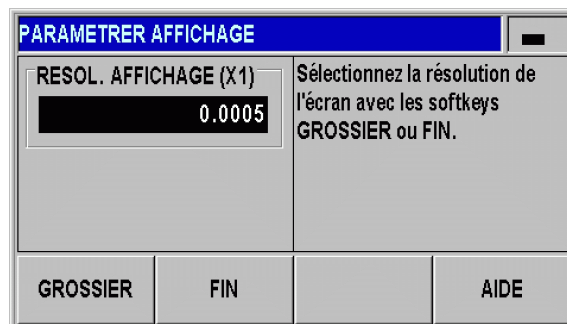 PARAMETRER AFFICHAGE
RESOL. AFFICHAGE (X1)
0.0005
Sélectionnez la résolution de
l'écran avec les softkeys
GROSSIER ou FIN.
GROSSIER
FIN
AIDE